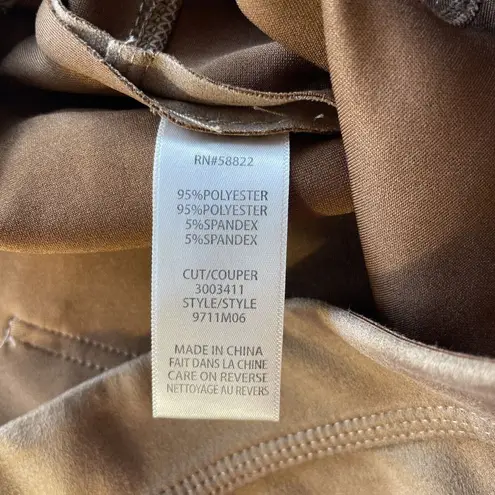 RN#58822
95%POLYESTER
95%POLYESTER
5%SPANDEX
5%SPANDEX
CUT/COUPER
3003411
STYLE/STYLE
9711M06
MADE IN CHINA
FAIT DANS LA CHINE
CARE ON REVERSE
NETTOYAGE AU REVERS